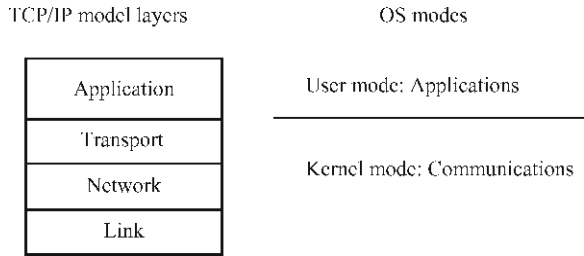 TCP/IP model layers
OS modes
Application
User mode: Applications
Transport
Kernel mode: Communications
Network
Link